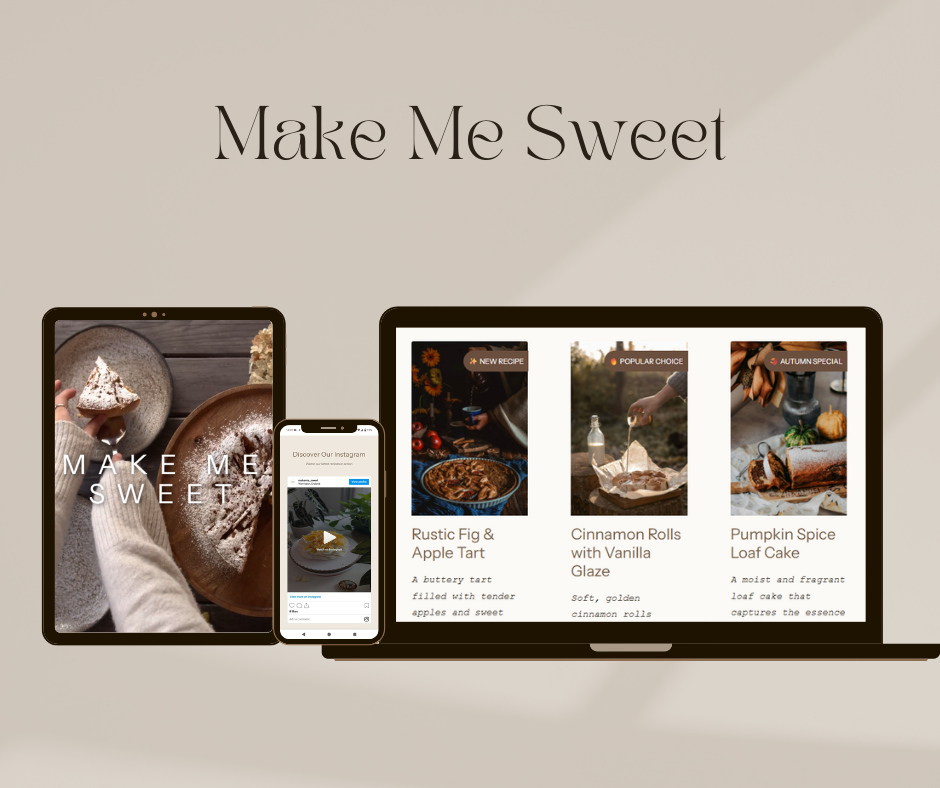 Make Me Sweet
MAKE ME
SWEET
Discover Our Instagram
View profile
✨ NEW RECIPE
🔥 POPULAR CHOICE
AUTUMN SPECIAL
Rustic Fig &
Apple Tart
A buttery tart
filled with tender
apples and sweet
Cinnamon Rolls
with Vanilla
Glaze
Soft, golden
cinnamon rolls
Pumpkin Spice
Loaf Cake
A moist and fragrant
loaf cake that
captures the essence